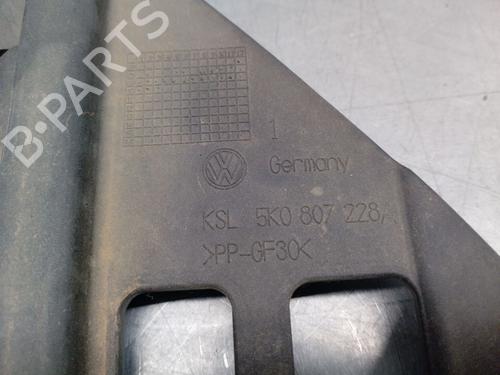 B-PARTS
1
Germany
KSL 5K0 807 228,
>PP-GF30<